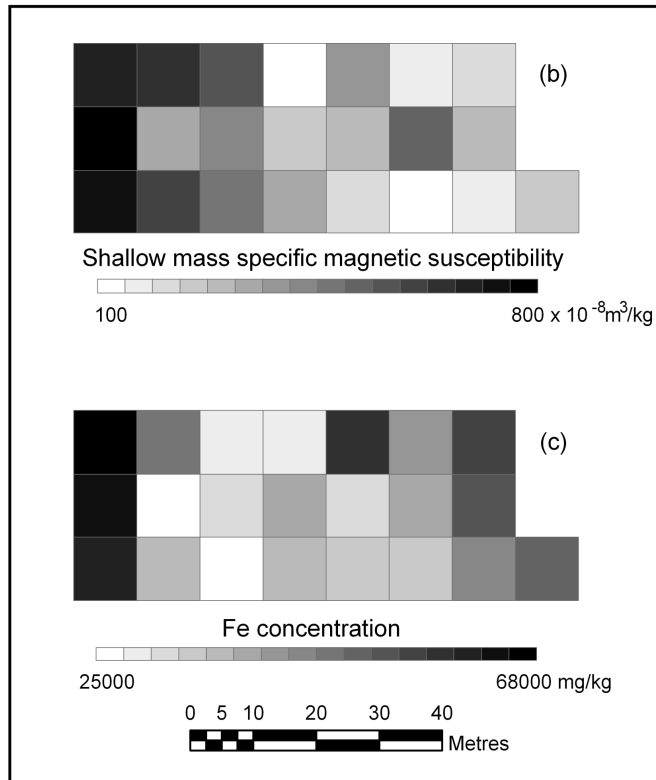 (b)
Shallow mass specific magnetic susceptibility
100 800 x 10⁻⁸m³/kg
(c)
Fe concentration
25000 68000 mg/kg
0 5 10 20 30 40
Metres